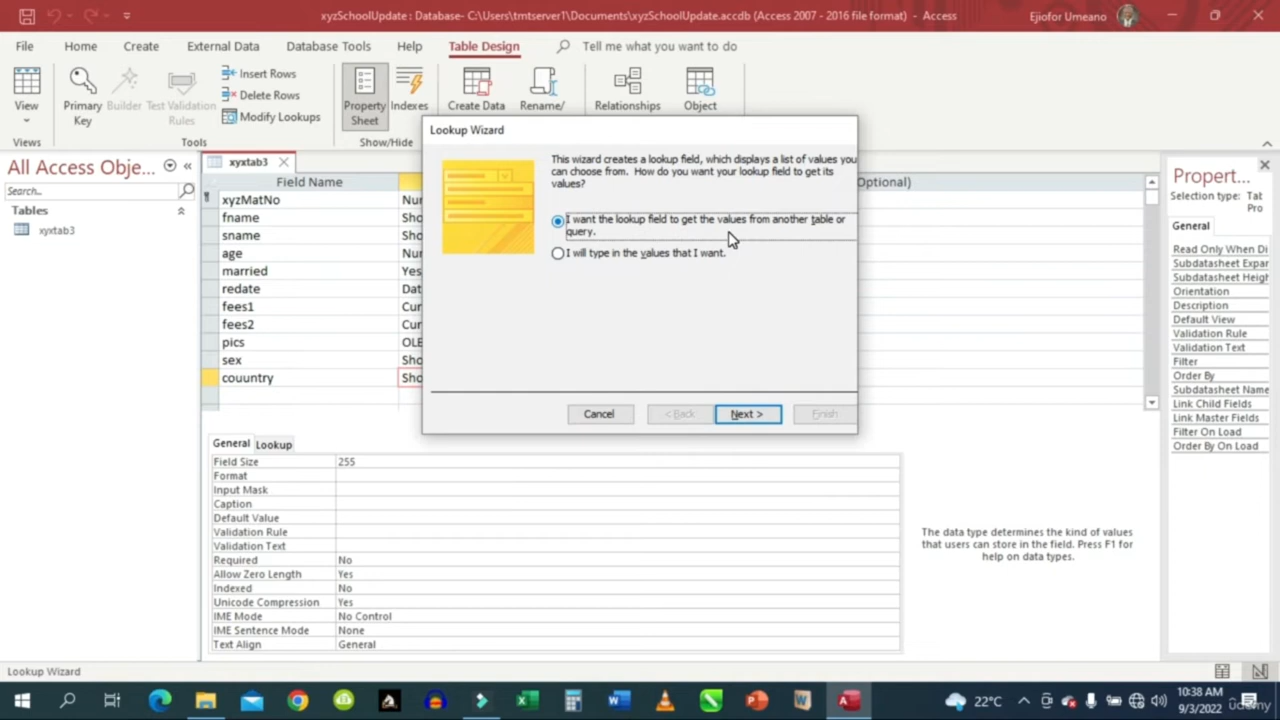 xyzSchoolUpdate : Database- C:\Users\tmtserver1\Documents\xyzSchoolUpdate.accdb (Access 2007 - 2016 file format) - Access
Ejiofor Umeano
File Home Create External Data Database Tools Help Table Design Tell me what you want to do
View
Primary Key
Builder
Test Validation Rules
Insert Rows
Delete Rows
Modify Lookups
Property Sheet
Indexes
Create Data
Rename/
Relationships
Object
Views
Tools
Show/Hide
All Access Obje...
Search...
Tables
xyxtab3
xyxtab3
Field Name
Optional)
xyzMatNo Nur
fname Sho
sname Sho
age Nur
married Yes
redate Dat
fees1 Cur
fees2 Cur
pics OLE
sex Sho
couuntry Sho
Lookup Wizard
This wizard creates a lookup field, which displays a list of values you
can choose from. How do you want your lookup field to get its
values?
I want the lookup field to get the values from another table or
query.
I will type in the values that I want.
Cancel
< Back
Next >
Finish
General Lookup
Field Size 255
Format
Input Mask
Caption
Default Value
Validation Rule
Validation Text
Required No
Allow Zero Length Yes
Indexed No
Unicode Compression Yes
IME Mode No Control
IME Sentence Mode None
Text Align General
The data type determines the kind of values
that users can store in the field. Press F1 for
help on data types.
Propert...
Selection type: Tat
Pro
General
Read Only When Di
Subdatasheet Expar
Subdatasheet Heigh
Orientation
Description
Default View
Validation Rule
Validation Text
Filter
Order By
Subdatasheet Name
Link Child Fields
Link Master Fields
Filter On Load
Order By On Load
Lookup Wizard
22°C
10:38 AM
9/3/2022
udemy